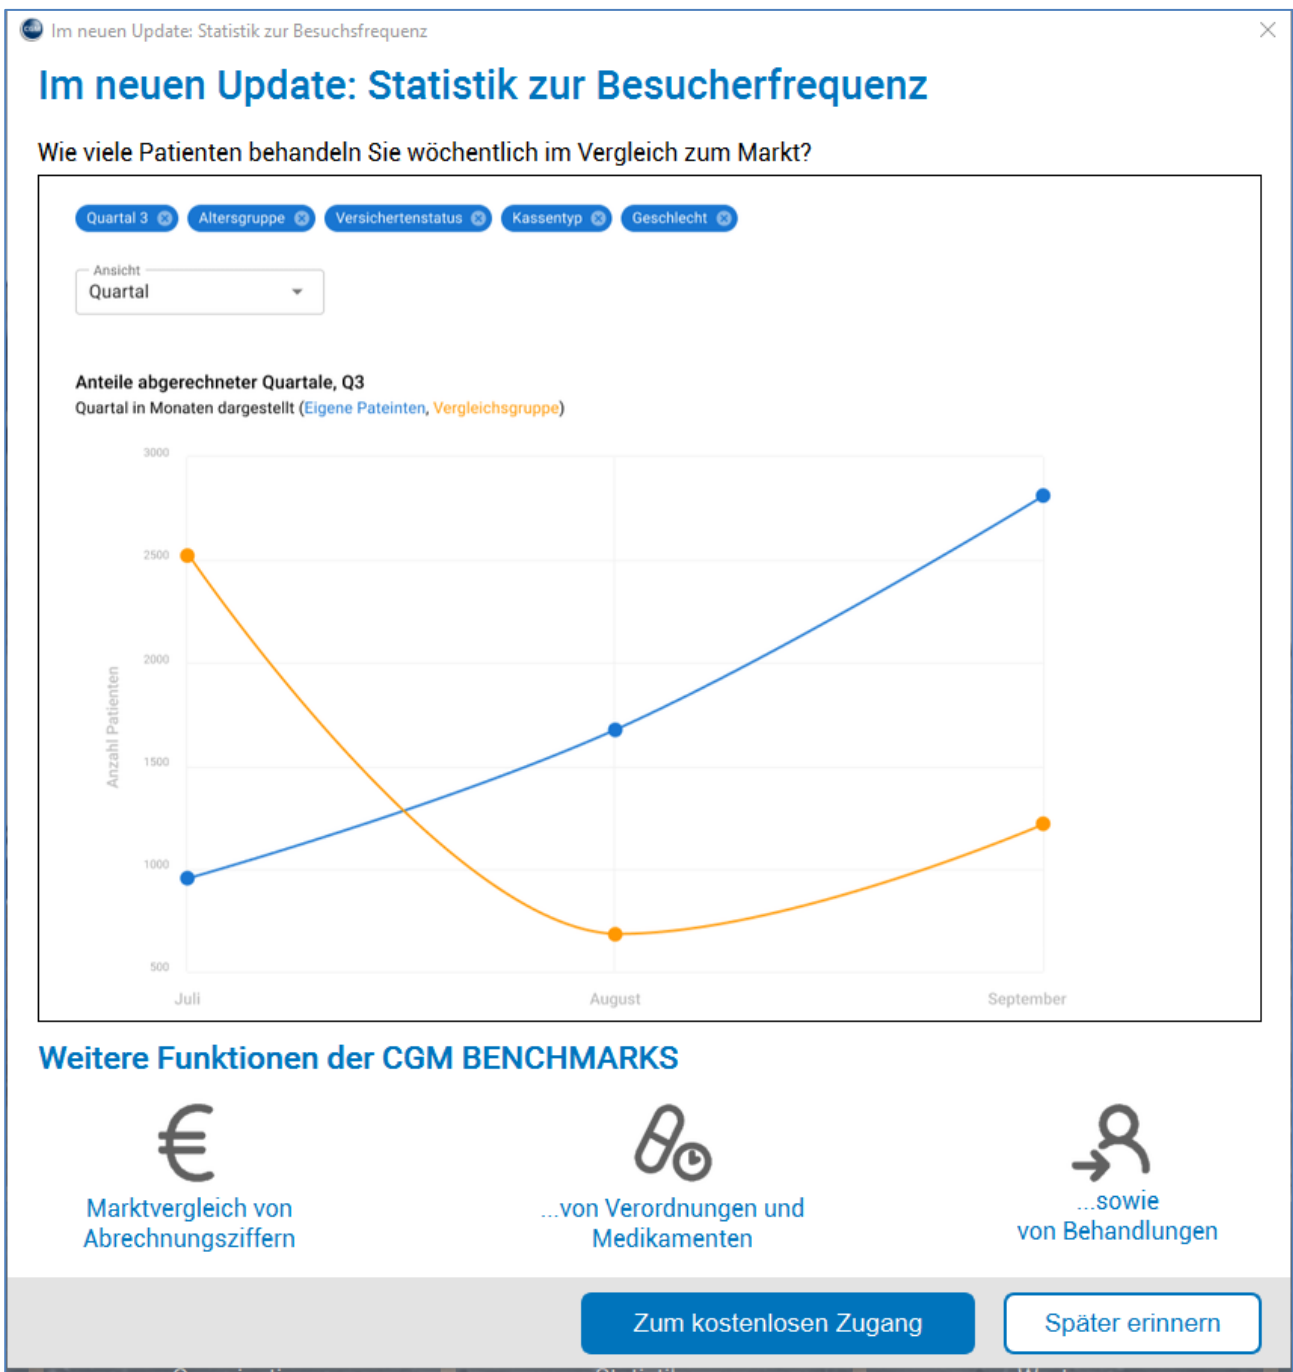 CGM Im neuen Update: Statistik zur Besuchsfrequenz
Im neuen Update: Statistik zur Besucherfrequenz
Wie viele Patienten behandeln Sie wöchentlich im Vergleich zum Markt?
Quartal 3 Altersgruppe Versichertenstatus Kassentyp Geschlecht
Ansicht
Quartal
Anteile abgerechneter Quartale, Q3
Quartal in Monaten dargestellt (Eigene Pateinten, Vergleichsgruppe)
3000
2500
2000
1500
1000
500
Anzahl Patienten
Juli August September
Weitere Funktionen der CGM BENCHMARKS
Marktvergleich von
Abrechnungsziffern
...von Verordnungen und
Medikamenten
...sowie
von Behandlungen
Zum kostenlosen Zugang Später erinnern